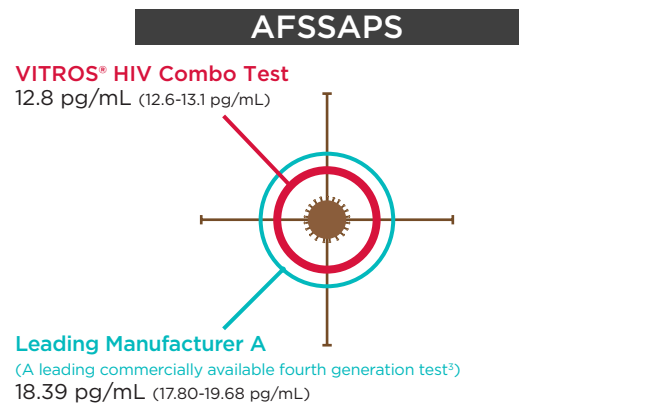 AFSSAPS
VITROS® HIV Combo Test
12.8 pg/mL (12.6-13.1 pg/mL)
Leading Manufacturer A
(A leading commercially available fourth generation test³)
18.39 pg/mL (17.80-19.68 pg/mL)